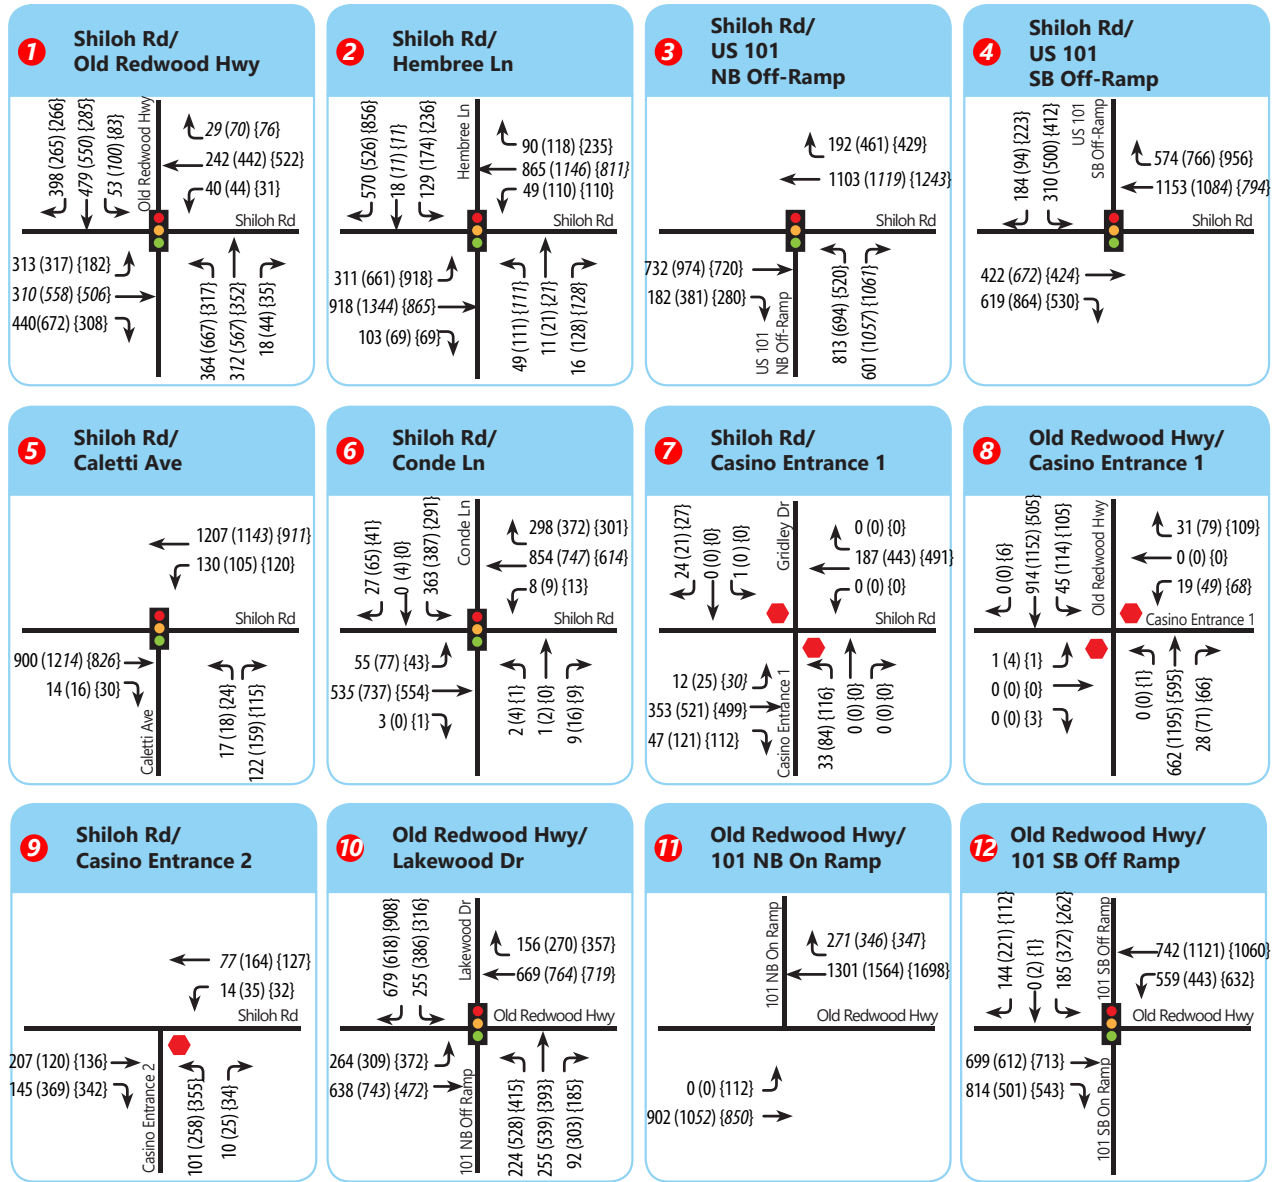 1
Shiloh Rd/
Old Redwood Hwy
398 (265) {266}
479 (550) {285}
53 (100) {83}
Old Redwood Hwy
29 (70) {76}
242 (442) {522}
40 (44) {31}
Shiloh Rd
313 (317) {182}
310 (558) {506}
440(672) {308}
364 (667) {317}
312 (567) {352}
18 (44) {35}
2
Shiloh Rd/
Hembree Ln
570 (526) {856}
18 (17) {11}
129 (174) {236}
Hembree Ln
90 (118) {235}
865 (1146) {811}
49 (110) {110}
Shiloh Rd
311 (661) {918}
918 (1344) {865}
103 (69) {69}
49 (111) {111}
11 (21) {21}
16 (128) {128}
3
Shiloh Rd/
US 101
NB Off-Ramp
192 (461) {429}
1103 (1119) {1243}
732 (974) {720}
182 (381) {280}
US 101
NB Off-Ramp
813 (694) {520}
601 (1057) {1061}
4
Shiloh Rd/
US 101
SB Off-Ramp
184 (94) {223}
310 (500) {412}
US 101
SB Off-Ramp
574 (766) {956}
1153 (1084) {794}
Shiloh Rd
422 (672) {424}
619 (864) {530}
5
Shiloh Rd/
Caletti Ave
1207 (1143) {911}
130 (105) {120}
Shiloh Rd
900 (1214) {826}
14 (16) {30}
Caletti Ave
17 (18) {24}
122 (159) {115}
6
Shiloh Rd/
Conde Ln
27 (65) {41}
0 (4) {0}
363 (387) {291}
Conde Ln
298 (372) {301}
854 (747) {614}
8 (9) {13}
Shiloh Rd
55 (77) {43}
535 (737) {554}
3 (0) {1}
2 (4) {1}
1 (2) {0}
9 (16) {9}
7
Shiloh Rd/
Casino Entrance 1
24 (21) {27}
0 (0) {0}
1 (0) {0}
Gridley Dr
0 (0) {0}
187 (443) {491}
0 (0) {0}
Shiloh Rd
12 (25) {30}
353 (521) {499}
47 (121) {112}
Casino Entrance 1
33 (84) {116}
0 (0) {0}
0 (0) {0}
8
Old Redwood Hwy/
Casino Entrance 1
0 (0) {6}
914 (1152) {505}
45 (114) {105}
Old Redwood Hwy
31 (79) {109}
0 (0) {0}
19 (49) {68}
Casino Entrance 1
1 (4) {1}
0 (0) {0}
0 (0) {3}
0 (0) {1}
662 (1195) {595}
28 (71) {66}
9
Shiloh Rd/
Casino Entrance 2
77 (164) {127}
14 (35) {32}
Shiloh Rd
207 (120) {136}
145 (369) {342}
Casino Entrance 2
101 (258) {355}
10 (25) {34}
10
Old Redwood Hwy/
Lakewood Dr
679 (618) {908}
255 (386) {316}
Lakewood Dr
156 (270) {357}
669 (764) {719}
Old Redwood Hwy
264 (309) {372}
638 (743) {472}
101 NB Off Ramp
224 (528) {415}
255 (539) {393}
92 (303) {185}
11
Old Redwood Hwy/
101 NB On Ramp
101 NB On Ramp
271 (346) {347}
1301 (1564) {1698}
Old Redwood Hwy
0 (0) {112}
902 (1052) {850}
12
Old Redwood Hwy/
101 SB Off Ramp
144 (221) {112}
0 (2) {1}
185 (372) {262}
101 SB Off Ramp
742 (1121) {1060}
559 (443) {632}
Old Redwood Hwy
699 (612) {713}
814 (501) {543}
101 SB On Ramp